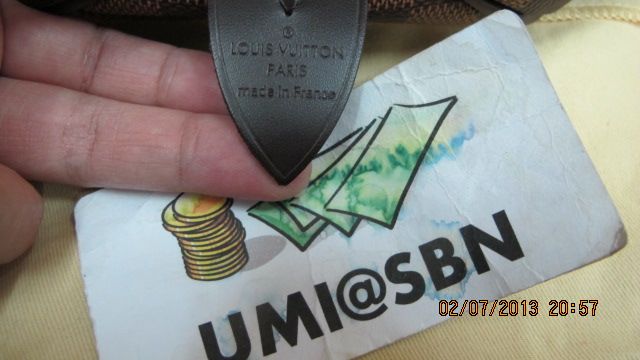 ®
LOUIS VUITTON
PARIS
made in France
UMI@SBN
02/07/2013 20:57